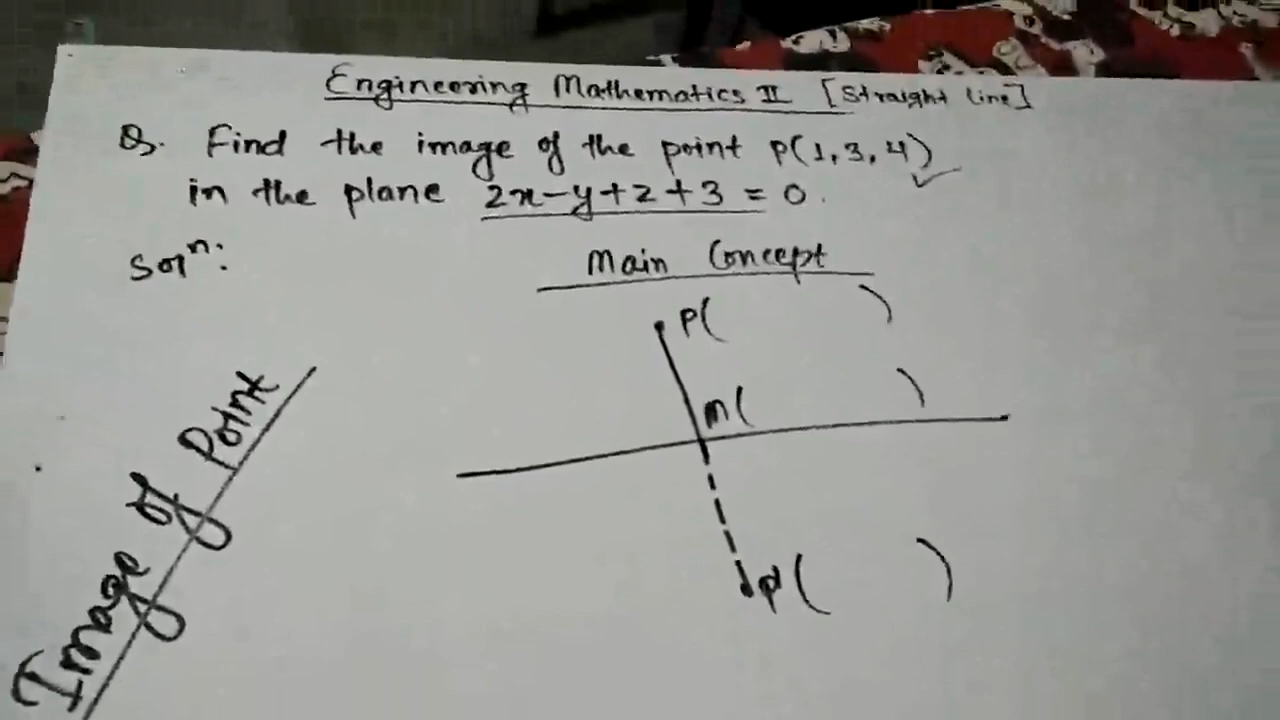 Engineering Mathematics II [Straight line]
Q. Find the image of the point P(1,3,4)
in the plane 2x-y+z+3 = 0.
Solⁿ:
Main Concept
P( )
m( )
p'( )
Image of Point